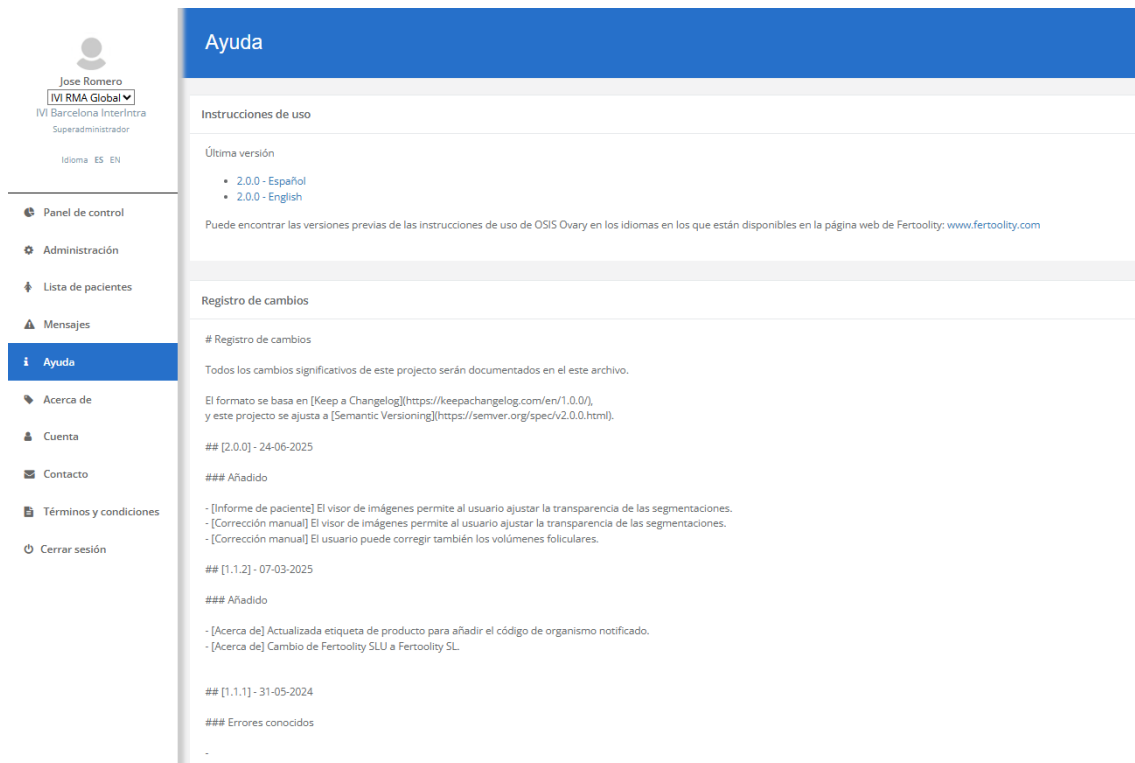 Jose Romero
IVI RMA Global
IVI Barcelona InterIntra
Superadministrador
Idioma ES EN
Panel de control
Administración
Lista de pacientes
Mensajes
Ayuda
Acerca de
Cuenta
Contacto
Términos y condiciones
Cerrar sesión
Ayuda
Instrucciones de uso
Última versión
2.0.0 - Español
2.0.0 - English
Puede encontrar las versiones previas de las instrucciones de uso de OSIS Ovary en los idiomas en los que están disponibles en la página web de Fertoolity: www.fertoolity.com
Registro de cambios
# Registro de cambios
Todos los cambios significativos de este projecto serán documentados en el este archivo.
El formato se basa en [Keep a Changelog](https://keepachangelog.com/en/1.0.0/),
y este projecto se ajusta a [Semantic Versioning](https://semver.org/spec/v2.0.0.html).
## [2.0.0] - 24-06-2025
### Añadido
- [Informe de paciente] El visor de imágenes permite al usuario ajustar la transparencia de las segmentaciones.
- [Corrección manual] El visor de imágenes permite al usuario ajustar la transparencia de las segmentaciones.
- [Corrección manual] El usuario puede corregir también los volúmenes foliculares.
## [1.1.2] - 07-03-2025
### Añadido
- [Acerca de] Actualizada etiqueta de producto para añadir el código de organismo notificado.
- [Acerca de] Cambio de Fertoolity SLU a Fertoolity SL.
## [1.1.1] - 31-05-2024
### Errores conocidos
-